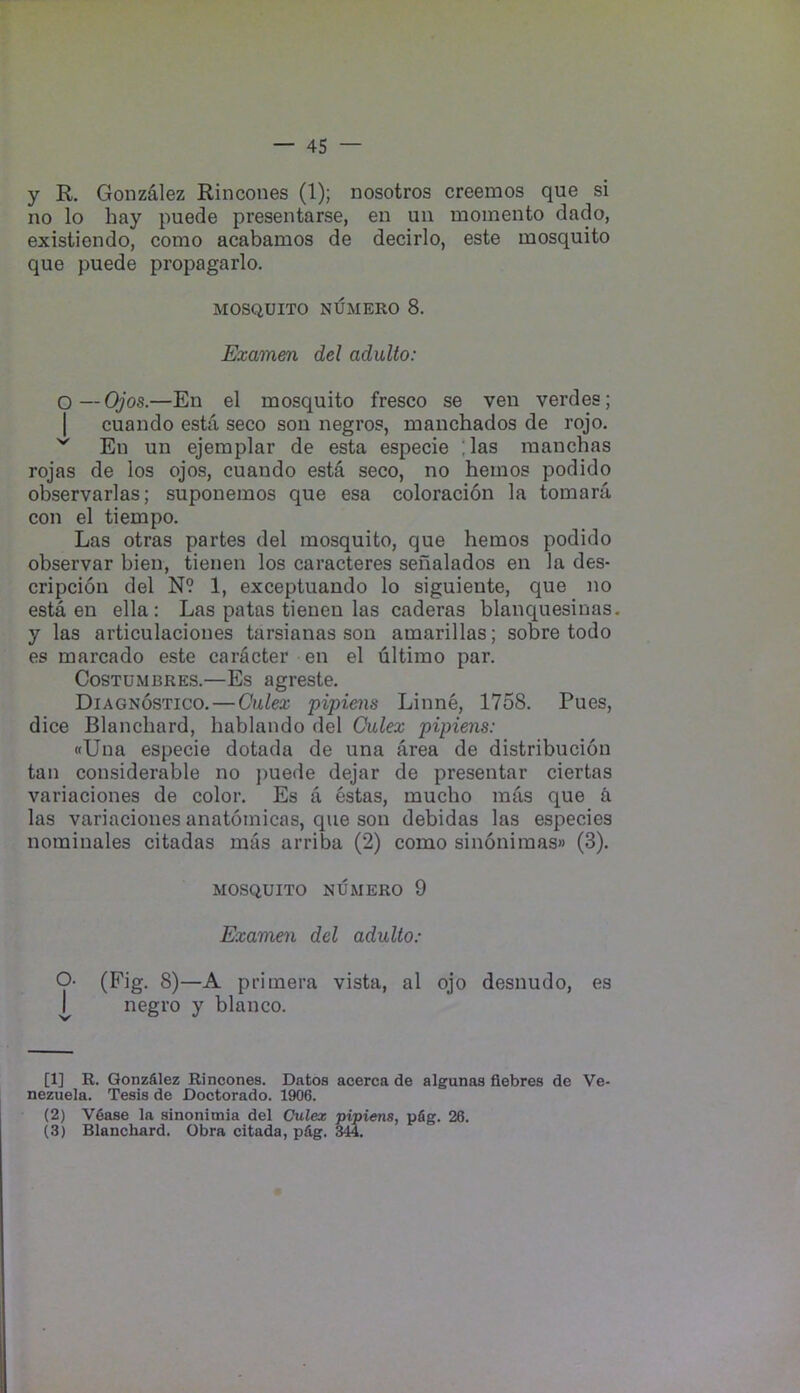 — 45 —
y R. González Rincones (1); nosotros creemos que si
no lo hay puede presentarse, en un momento dado,
existiendo, como acabamos de decirlo, este mosquito
que puede propagarlo.
MOSQUITO NÚMERO 8.
Examen del adulto:
O—Ojos.—En el mosquito fresco se ven verdes;
cuando está seco son negros, manchados de rojo.
En un ejemplar de esta especie las manchas
rojas de los ojos, cuando está seco, no hemos podido
observarlas; suponemos que esa coloración la tomará
con el tiempo.
Las otras partes del mosquito, que hemos podido
observar bien, tienen los caracteres señalados en la des-
cripción del Nº 1, exceptuando lo siguiente, que no
está en ella: Las patas tienen las caderas blanquesinas.
y las articulaciones tarsianas son amarillas; sobre todo
es marcado este carácter en el último par.
COSTUMBRES.—Es agreste.
DIAGNÓSTICO.—Culex pipiens Linné, 1758. Pues,
dice Blanchard, hablando del Culex pipiens:
«Una especie dotada de una área de distribución
tan considerable no puede dejar de presentar ciertas
variaciones de color. Es á éstas, mucho más que á
las variaciones anatómicas, que son debidas las especies
nominales citadas más arriba (2) como sinónimas» (3).
MOSQUITO NÚMERO 9
Examen del adulto:
O. (Fig. 8)—A primera vista, al ojo desnudo, es
negro y blanco.
[1] R. González Rincones. Datos acerca de algunas fiebres de Ve-
nezuela. Tesis de Doctorado. 1906.
(2) Véase la sinonimia del Culex pipiens, pág. 26.
(3) Blanchard. Obra citada, pág. 344.